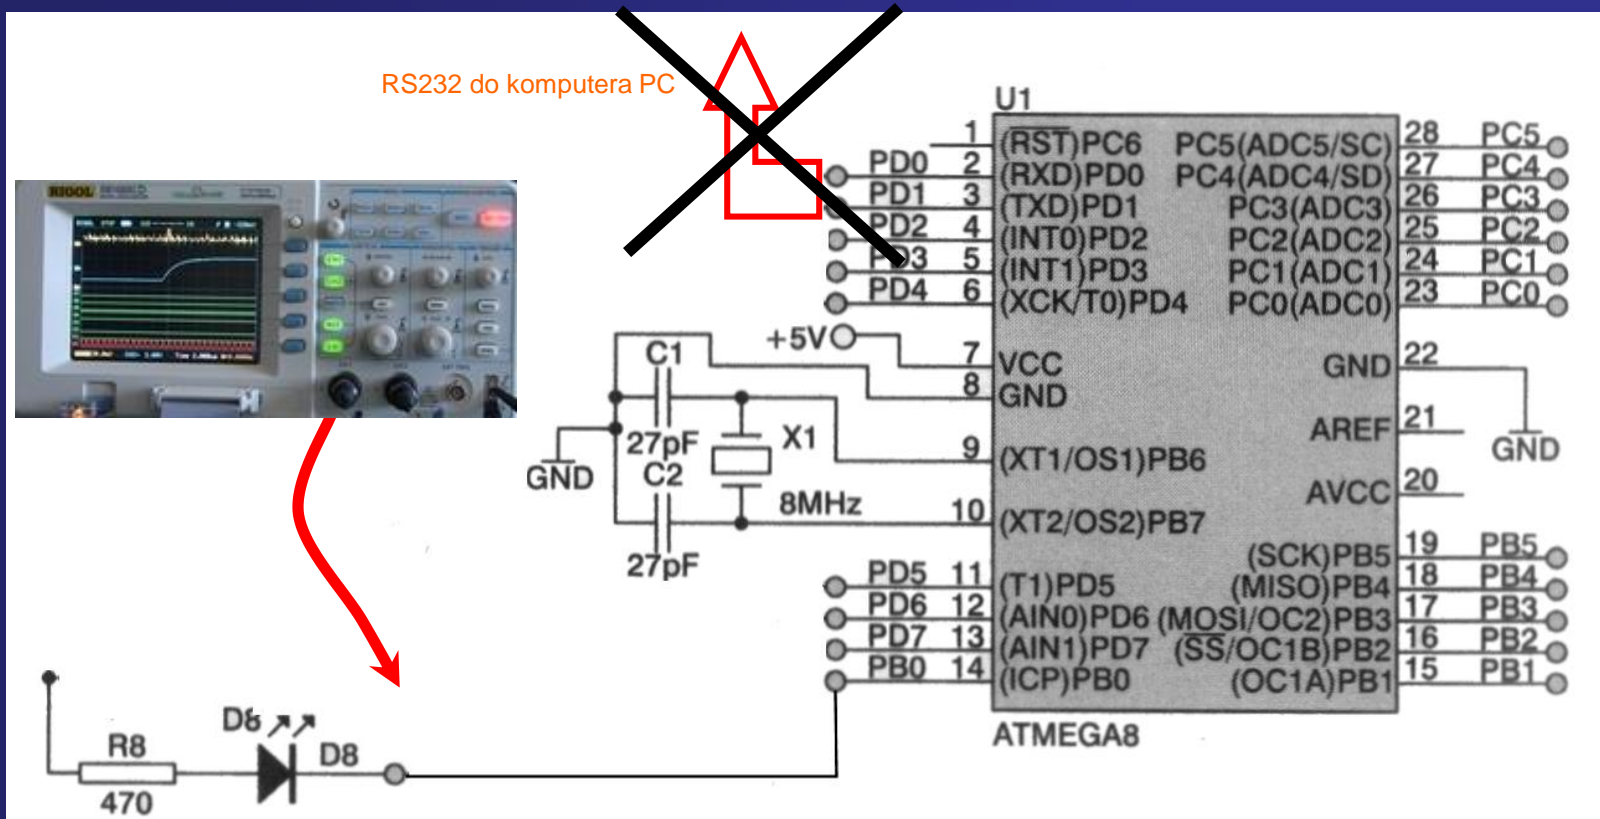 RS232 do komputera PC
RIGOL
U1
1
(RST)PC6
PC5(ADC5/SC)
28
PC5
PD0
2
(RXD)PD0
PC4(ADC4/SD)
27
PC4
PD1
3
(TXD)PD1
PC3(ADC3)
26
PC3
PD2
4
(INT0)PD2
PC2(ADC2)
25
PC2
PD3
5
(INT1)PD3
PC1(ADC1)
24
PC1
PD4
6
(XCK/T0)PD4
PC0(ADC0)
23
PC0
+5V
7
VCC
GND
22
8
GND
C1
27pF
X1
AREF
21
GND
9
(XT1/OS1)PB6
GND
C2
AVCC
20
8MHz
10
(XT2/OS2)PB7
27pF
(SCK)PB5
19
PB5
PD5
11
(T1)PD5
(MISO)PB4
18
PB4
PD6
12
(AIN0)PD6
(MOSI/OC2)PB3
17
PB3
PD7
13
(AIN1)PD7
(SS/OC1B)PB2
16
PB2
PB0
14
(ICP)PB0
(OC1A)PB1
15
PB1
ATMEGA8
D8
R8
D8
470